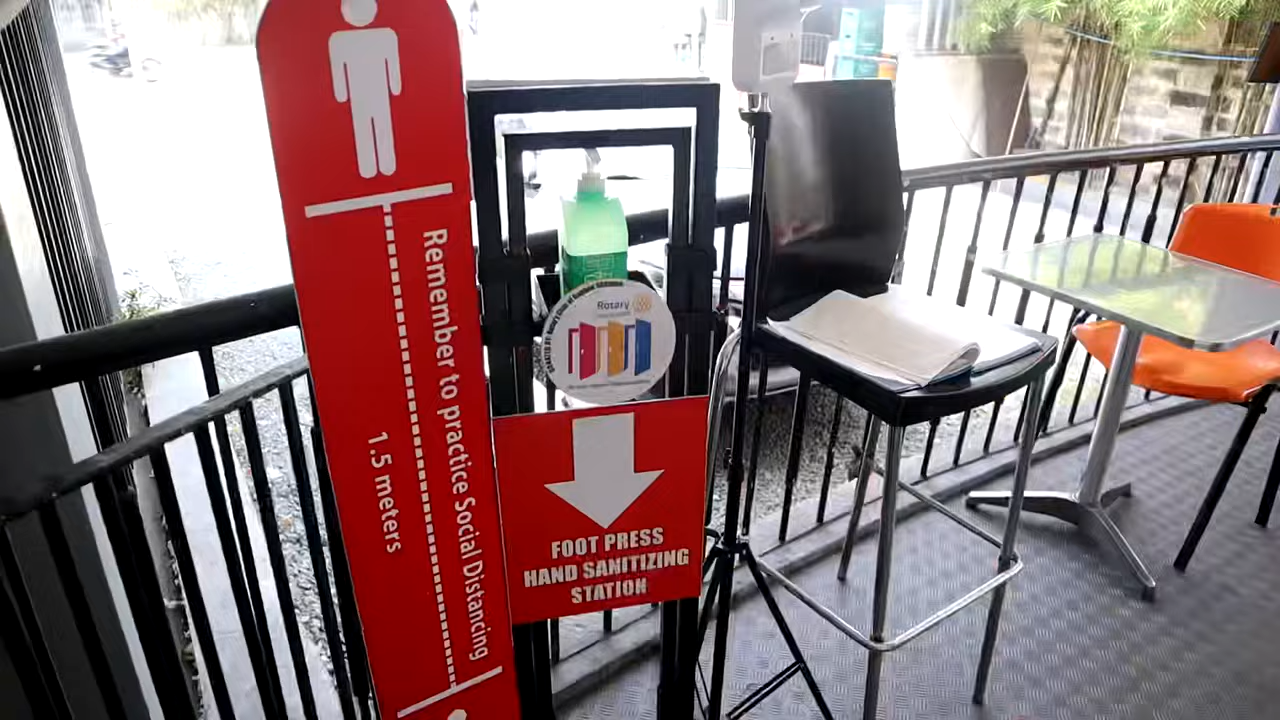 Remember to practice Social Distancing
1.5 meters
Rotary
FOOT PRESS
HAND SANITIZING
STATION